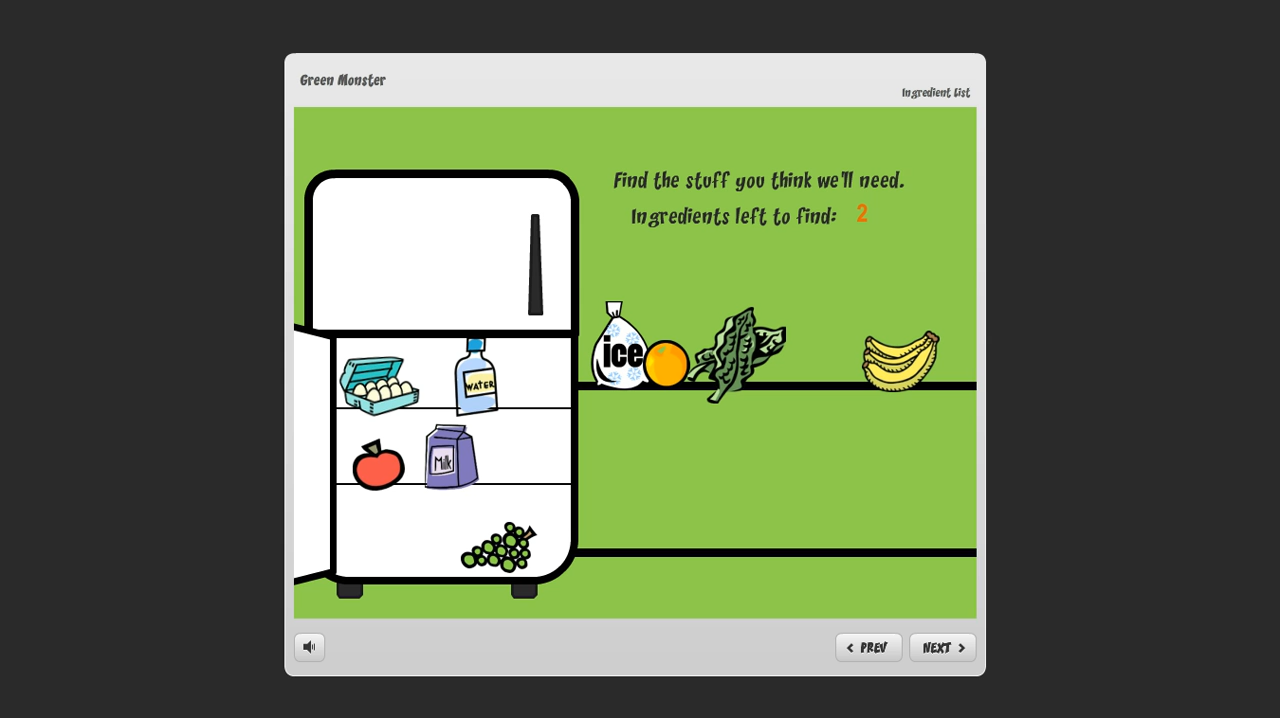 Green Monster
Ingredient List
Find the stuff you think we'll need.
Ingredients left to find: 2
ice
WATER
Milk
PREV
NEXT